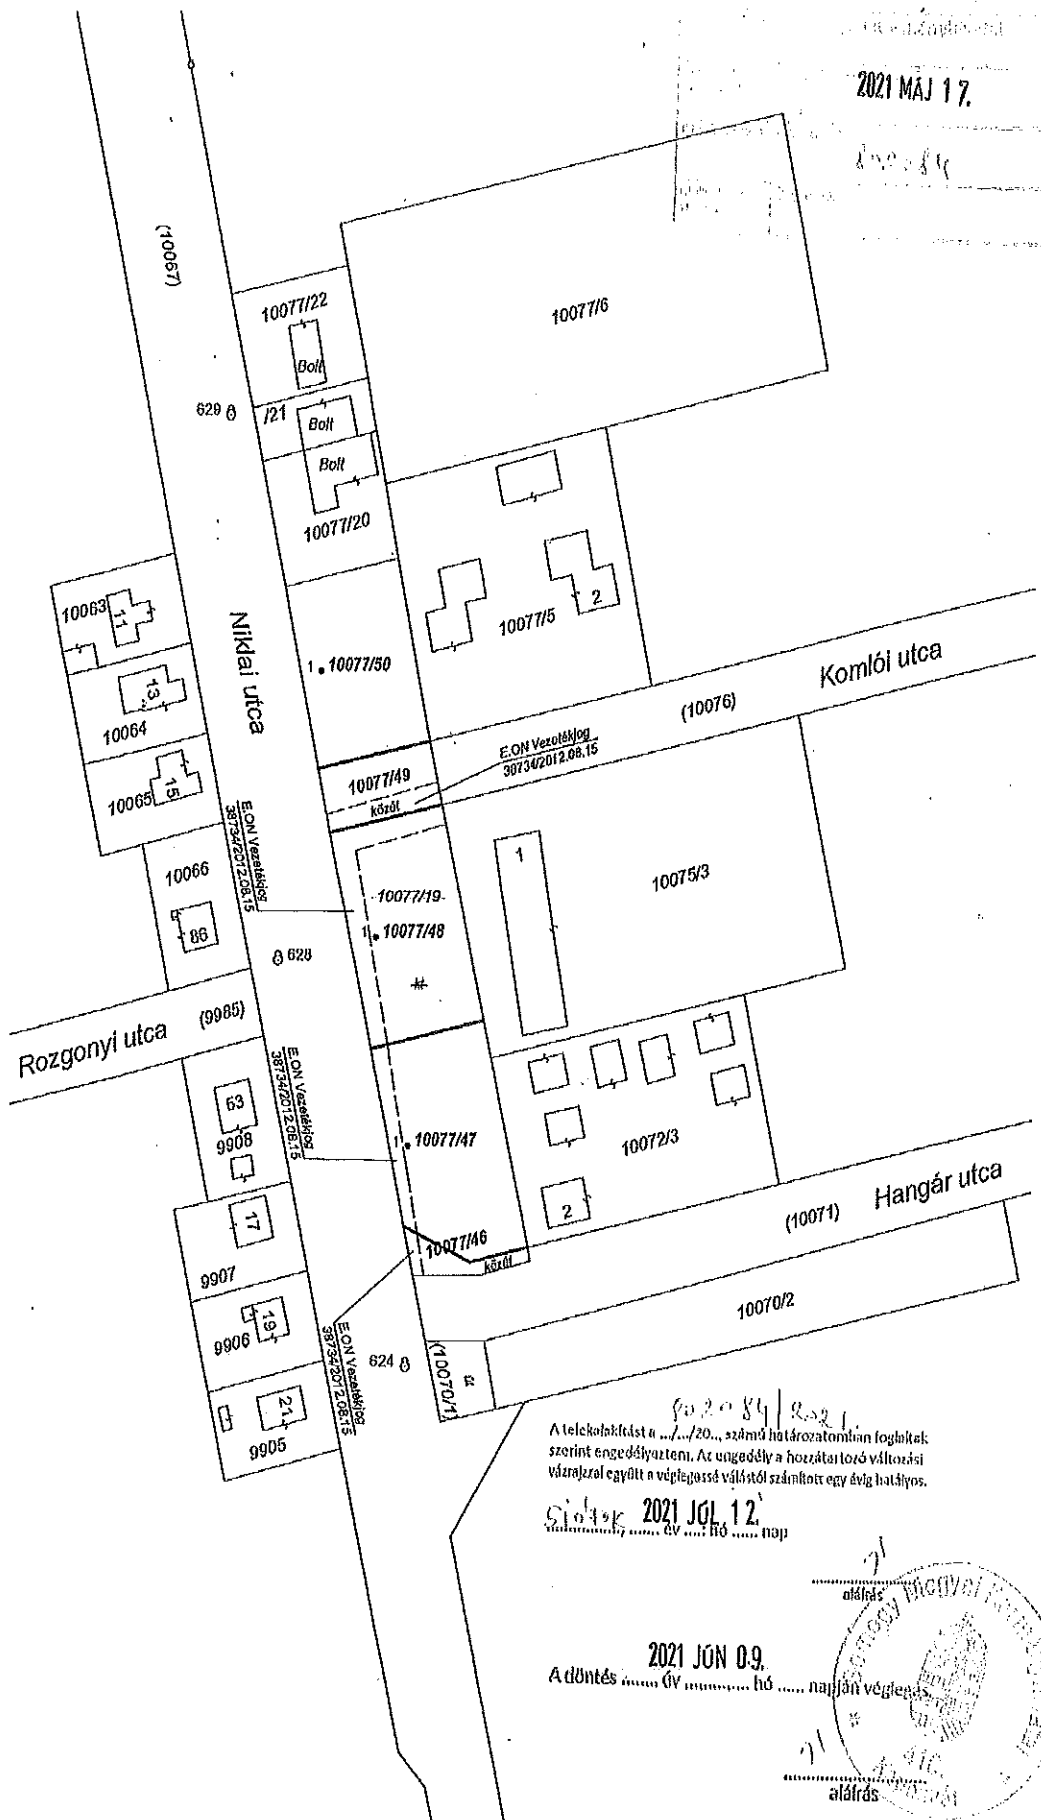 2021 MÁJ 17.
(10067)
10077/22
Bolt
10077/6
629
/21
Bolt
Bolt
10077/20
10063
11
Niklai utca
2
10077/5
1 10077/50
13
10064
Komlói utca
(10076)
E.ON Vezetékjog
38734/2012.08.15
10077/49
közút
10065
15
E.ON Vezetékjog
38734/2012.08.15
10066
86
1
10075/3
10077/19
1 10077/48
628
Rozgonyi utca
(9985)
E.ON Vezetékjog
38734/2012.08.15
63
9908
1 10077/47
10072/3
2
Hangár utca
(10071)
17
9907
10077/46
közút
10070/2
19
9906
E.ON Vezetékjog
38734/2012.08.15
624
(10070/1)
út
21
9905
802084/2021.
A telekalakítást a .../.../20.., számú határozatomban foglaltak
szerint engedélyeztem. Az engedély a hozzátartozó változási
vázrajzzal együtt a véglegessé válástól számított egy évig hatályos.
Siófok 2021 JÚL 12.
........, ...... év ..... hó ...... nap
aláírás
2021 JÚN 09.
A döntés ...... év ............ hó ...... napján végleges.
aláírás